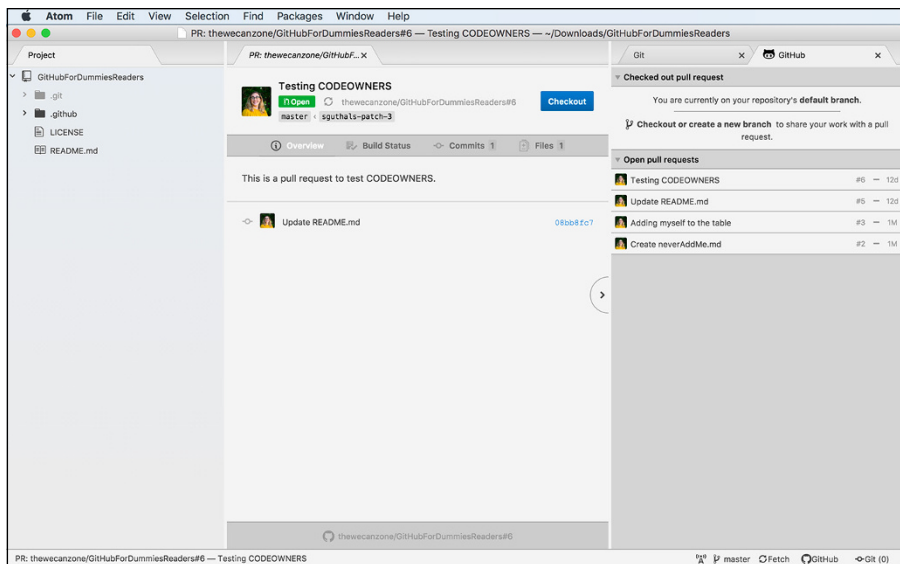 Atom File Edit View Selection Find Packages Window Help
PR: thewecanzone/GitHubForDummiesReaders#6 — Testing CODEOWNERS — ~/Downloads/GitHubForDummiesReaders
Project
GitHubForDummiesReaders
.git
.github
LICENSE
README.md
PR: thewecanzone/GitHubF...
Testing CODEOWNERS
Open thewecanzone/GitHubForDummiesReaders#6
master ‹ sguthals-patch-3
Checkout
Overview Build Status Commits 1 Files 1
This is a pull request to test CODEOWNERS.
Update README.md 08bb8fc7
thewecanzone/GitHubForDummiesReaders#6
Git GitHub
Checked out pull request
You are currently on your repository's default branch.
Checkout or create a new branch to share your work with a pull
request.
Open pull requests
Testing CODEOWNERS #6 — 12d
Update README.md #5 — 12d
Adding myself to the table #3 — 1M
Create neverAddMe.md #2 — 1M
PR: thewecanzone/GitHubForDummiesReaders#6 — Testing CODEOWNERS master Fetch GitHub Git (0)